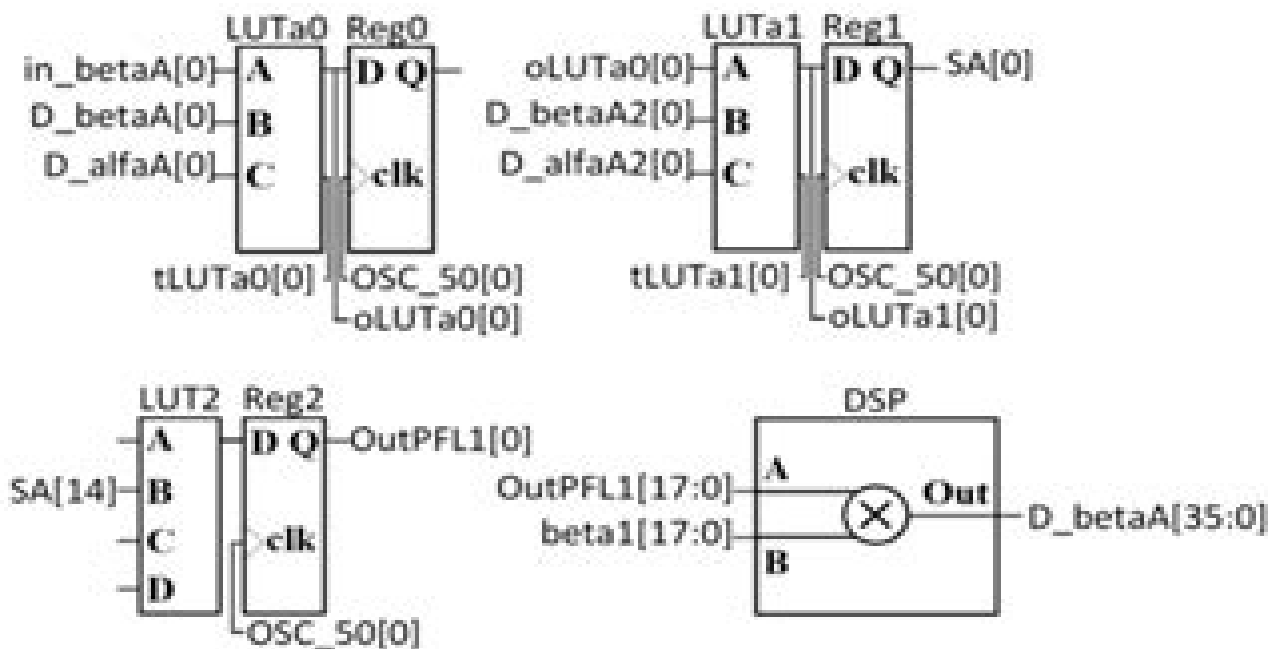 LUTa0 Reg0
in_betaA[0] A D Q
D_betaA[0] B
D_alfaA[0] C clk
tLUTa0[0] OSC_50[0]
oLUTa0[0]
LUTa1 Reg1
oLUTa0[0] A D Q SA[0]
D_betaA2[0] B
D_alfaA2[0] C clk
tLUTa1[0] OSC_50[0]
oLUTa1[0]
LUT2 Reg2
A D Q OutPFL1[0]
SA[14] B
C clk
D
OSC_50[0]
DSP
A
OutPFL1[17:0] Out
beta1[17:0] D_betaA[35:0]
B